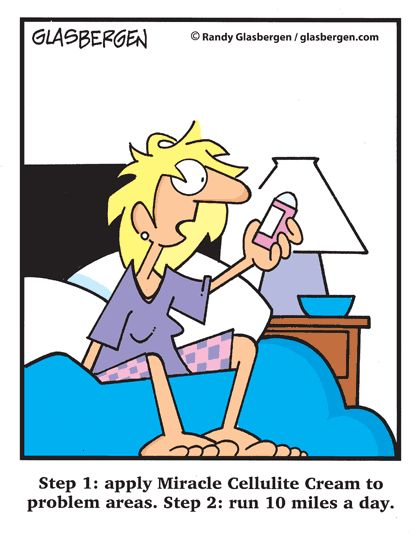 GLASBERGEN
© Randy Glasbergen / glasbergen.com
Step 1: apply Miracle Cellulite Cream to
problem areas. Step 2: run 10 miles a day.